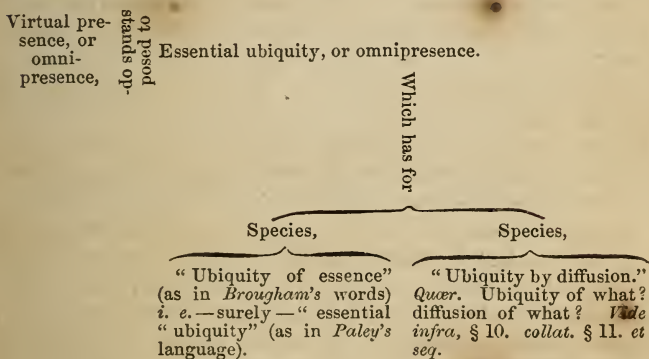 Virtual pre-
sence, or
omni-
presence,
stands op-
posed to
Essential ubiquity, or omnipresence.
Which has for
Species,
“ Ubiquity of essence”
(as in Brougham's words)
i. e.—surely—“ essential
“ ubiquity” (as in Paley's
language).
Species,
“ Ubiquity by diffusion.”
Quær. Ubiquity of what?
diffusion of what? Vide
infra, § 10. collat. § 11. et
seq.